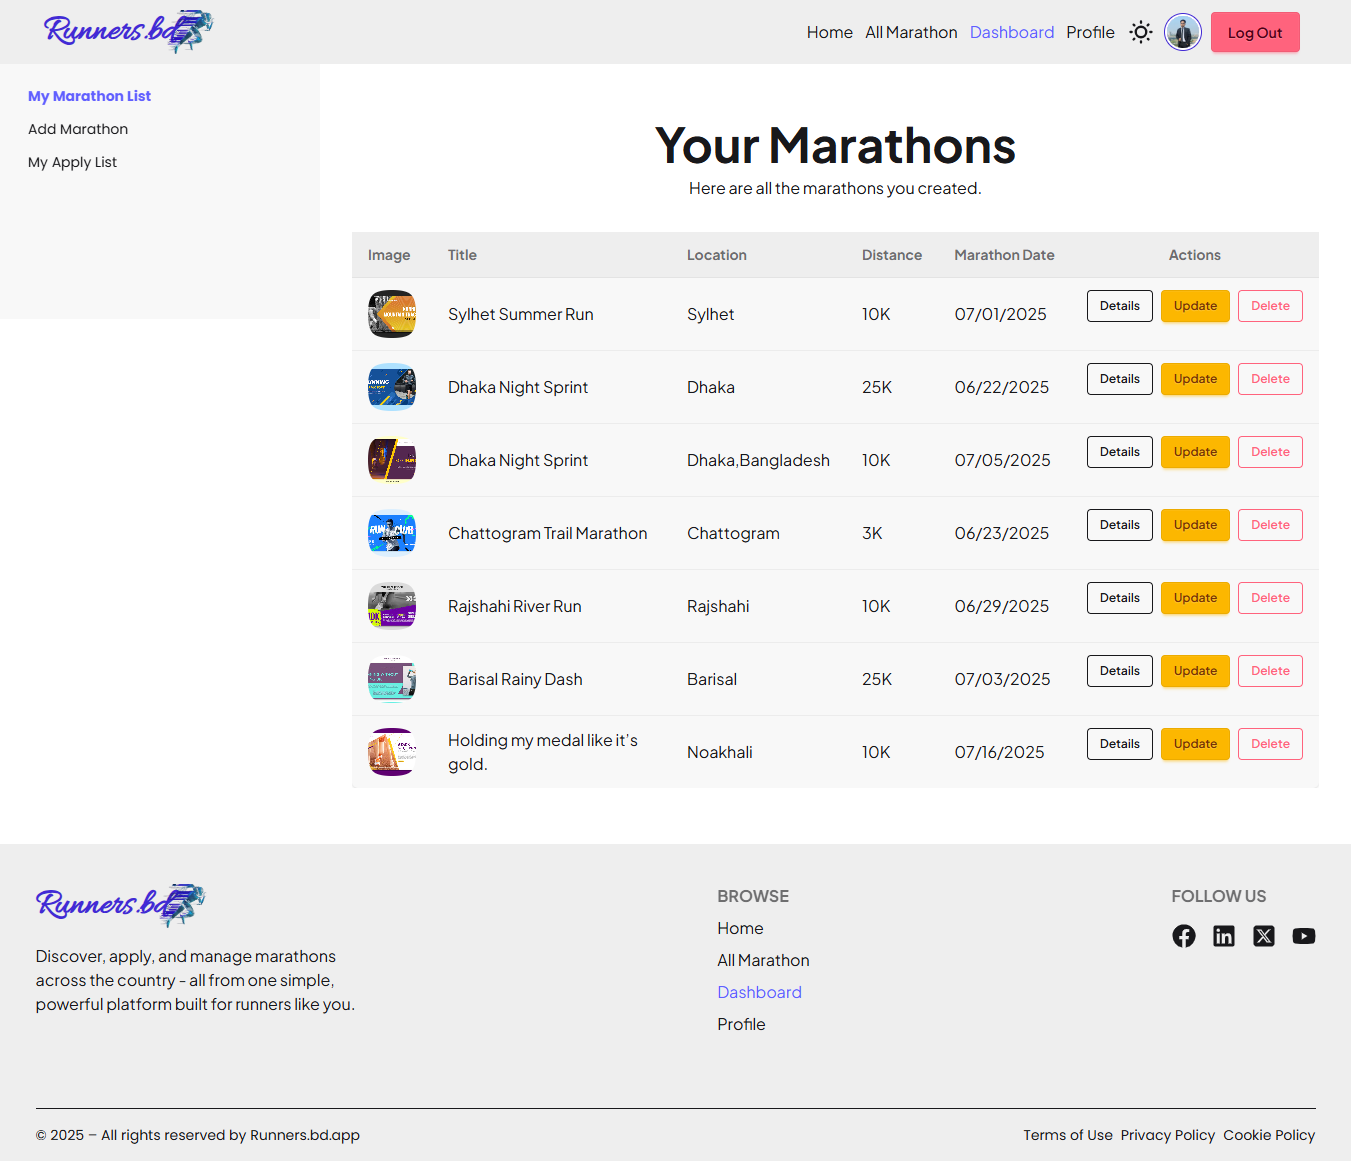 Runners.bd
Home All Marathon Dashboard Profile Log Out
My Marathon List
Add Marathon
My Apply List
Your Marathons
Here are all the marathons you created.
Image Title Location Distance Marathon Date Actions
Sylhet Summer Run Sylhet 10K 07/01/2025 Details Update Delete
Dhaka Night Sprint Dhaka 25K 06/22/2025 Details Update Delete
Dhaka Night Sprint Dhaka,Bangladesh 10K 07/05/2025 Details Update Delete
RUN CLUB
Chattogram Trail Marathon Chattogram 3K 06/23/2025 Details Update Delete
Rajshahi River Run Rajshahi 10K 06/29/2025 Details Update Delete
Barisal Rainy Dash Barisal 25K 07/03/2025 Details Update Delete
Holding my medal like it's
gold.
Noakhali 10K 07/16/2025 Details Update Delete
Runners.bd
Discover, apply, and manage marathons
across the country - all from one simple,
powerful platform built for runners like you.
BROWSE
Home
All Marathon
Dashboard
Profile
FOLLOW US
© 2025 – All rights reserved by Runners.bd.app
Terms of Use Privacy Policy Cookie Policy